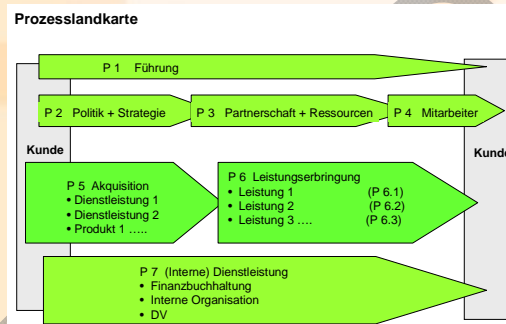 Prozesslandkarte
P 1 Führung
P 2 Politik + Strategie
P 3 Partnerschaft + Ressourcen
P 4 Mitarbeiter
Kunde
Kunde
P 5 Akquisition
• Dienstleistung 1
• Dienstleistung 2
• Produkt 1 …..
P 6 Leistungserbringung
• Leistung 1 (P 6.1)
• Leistung 2 (P 6.2)
• Leistung 3 …. (P 6.3)
P 7 (Interne) Dienstleistung
• Finanzbuchhaltung
• Interne Organisation
• DV